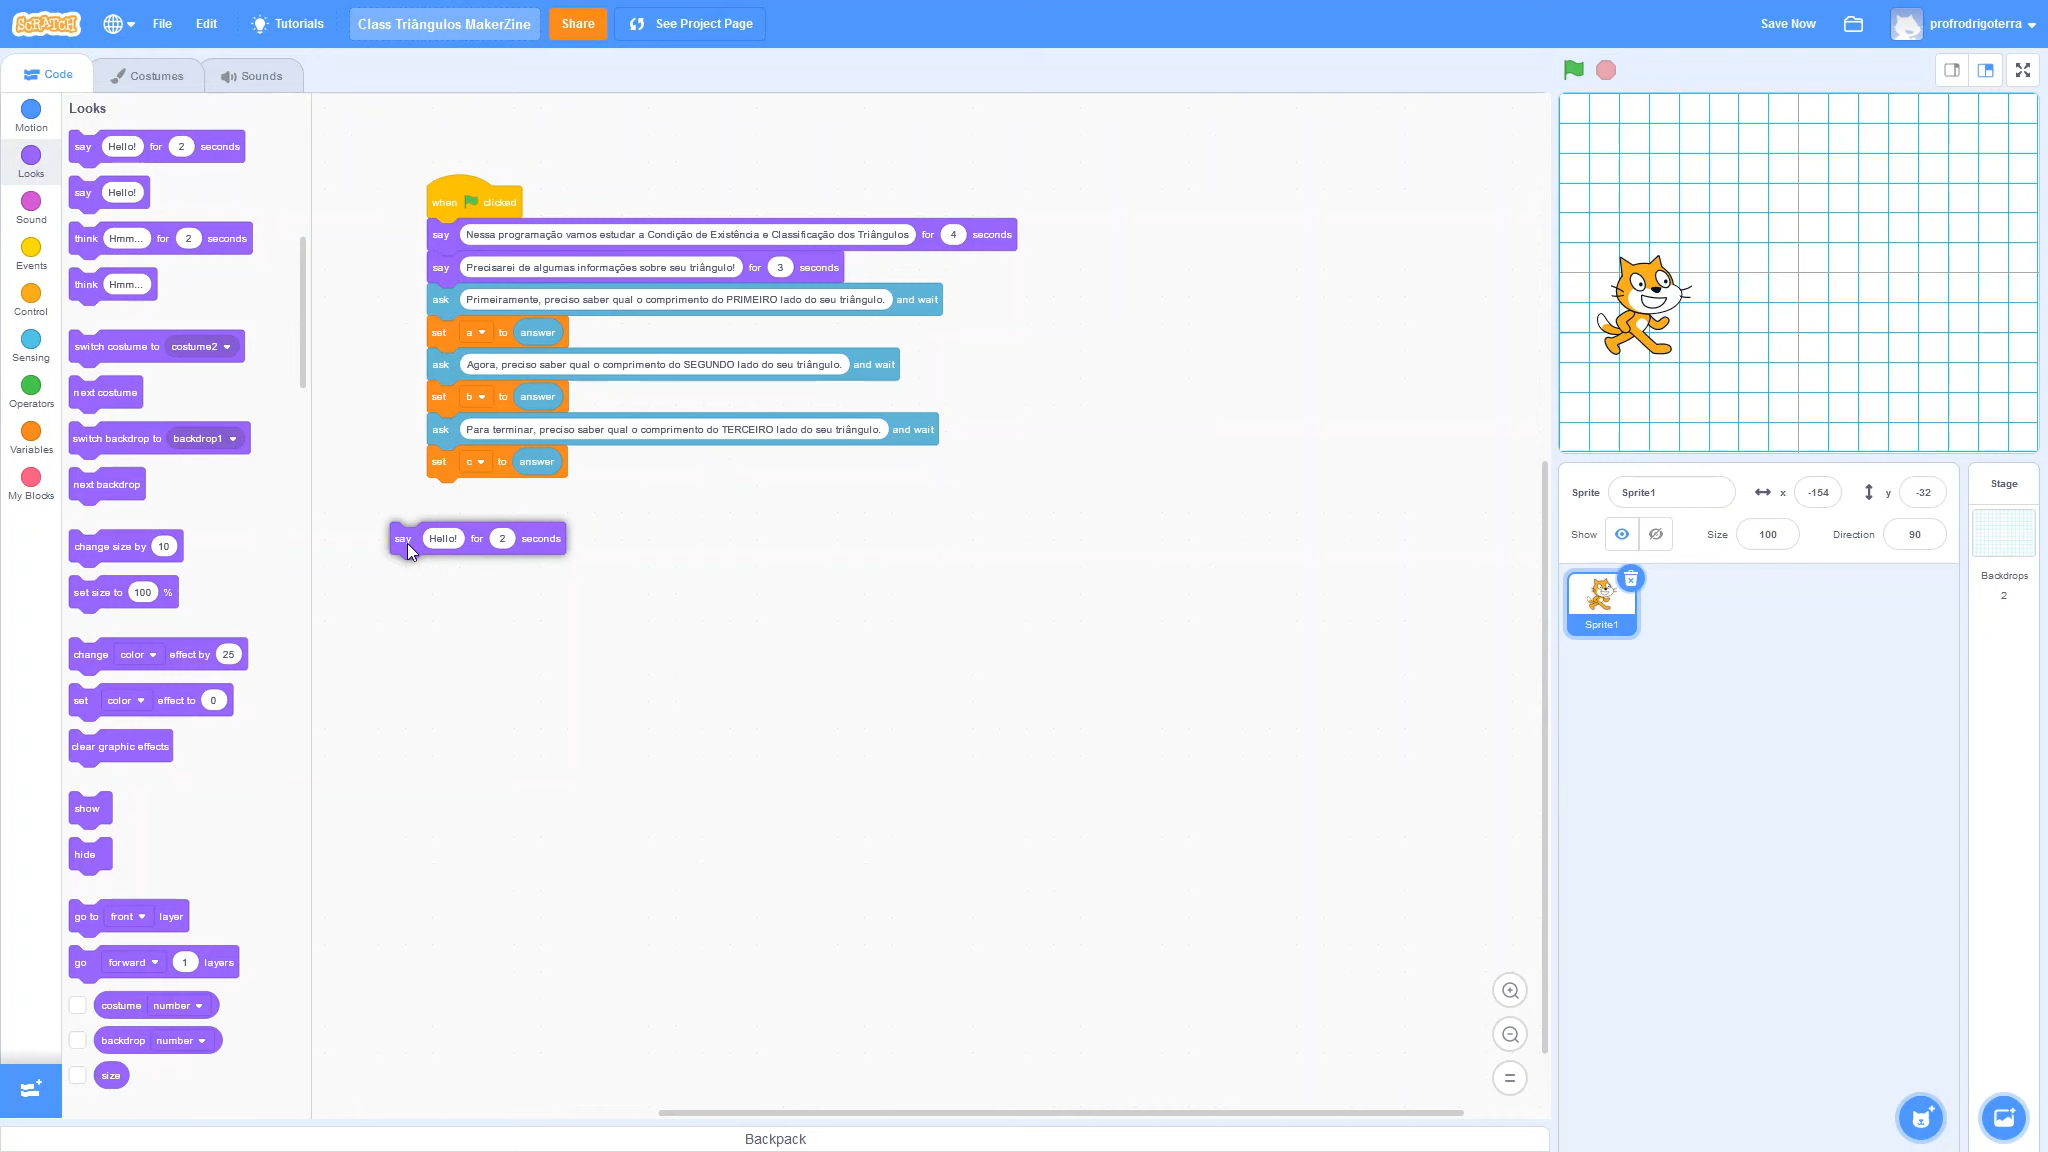 SCRATCH File Edit Tutorials Class Triângulos MakerZine Share See Project Page Save Now profrodrigoterra
Code Costumes Sounds
Motion
Looks
Sound
Events
Control
Sensing
Operators
Variables
My Blocks
Looks
say Hello! for 2 seconds
say Hello!
think Hmm... for 2 seconds
think Hmm...
switch costume to costume2
next costume
switch backdrop to backdrop1
next backdrop
change size by 10
set size to 100 %
change color effect by 25
set color effect to 0
clear graphic effects
show
hide
go to front layer
go forward 1 layers
costume number
backdrop number
size
when clicked
say Nessa programação vamos estudar a Condição de Existência e Classificação dos Triângulos for 4 seconds
say Precisarei de algumas informações sobre seu triângulo! for 3 seconds
ask Primeiramente, preciso saber qual o comprimento do PRIMEIRO lado do seu triângulo. and wait
set a to answer
ask Agora, preciso saber qual o comprimento do SEGUNDO lado do seu triângulo. and wait
set b to answer
ask Para terminar, preciso saber qual o comprimento do TERCEIRO lado do seu triângulo. and wait
set c to answer
say Hello! for 2 seconds
Sprite Sprite1 x -154 y -32
Show Size 100 Direction 90
Sprite1
Stage
Backdrops
2
Backpack